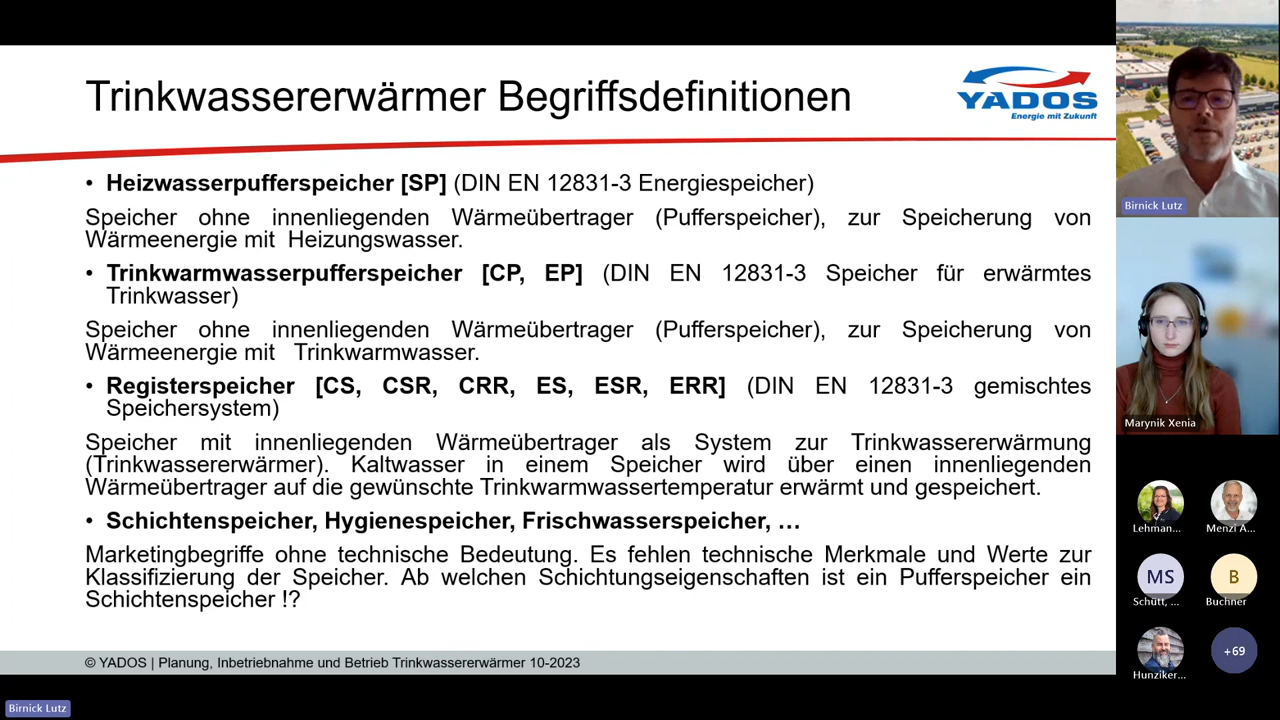 Trinkwassererwärmer Begriffsdefinitionen
YADOS
Energie mit Zukunft
• Heizwasserpufferspeicher [SP] (DIN EN 12831-3 Energiespeicher)
Speicher ohne innenliegenden Wärmeübertrager (Pufferspeicher), zur Speicherung von
Wärmeenergie mit Heizungswasser.
• Trinkwarmwasserpufferspeicher [CP, EP] (DIN EN 12831-3 Speicher für erwärmtes
Trinkwasser)
Speicher ohne innenliegenden Wärmeübertrager (Pufferspeicher), zur Speicherung von
Wärmeenergie mit Trinkwarmwasser.
• Registerspeicher [CS, CSR, CRR, ES, ESR, ERR] (DIN EN 12831-3 gemischtes
Speichersystem)
Speicher mit innenliegenden Wärmeübertrager als System zur Trinkwassererwärmung
(Trinkwassererwärmer). Kaltwasser in einem Speicher wird über einen innenliegenden
Wärmeübertrager auf die gewünschte Trinkwarmwassertemperatur erwärmt und gespeichert.
• Schichtenspeicher, Hygienespeicher, Frischwasserspeicher, …
Marketingbegriffe ohne technische Bedeutung. Es fehlen technische Merkmale und Werte zur
Klassifizierung der Speicher. Ab welchen Schichtungseigenschaften ist ein Pufferspeicher ein
Schichtenspeicher !?
© YADOS | Planung, Inbetriebnahme und Betrieb Trinkwassererwärmer 10-2023
Birnick Lutz
Birnick Lutz
Marynik Xenia
Lehman...
Menzi A...
MS
Schütt, ...
B
Buchner
Hunziker...
+69